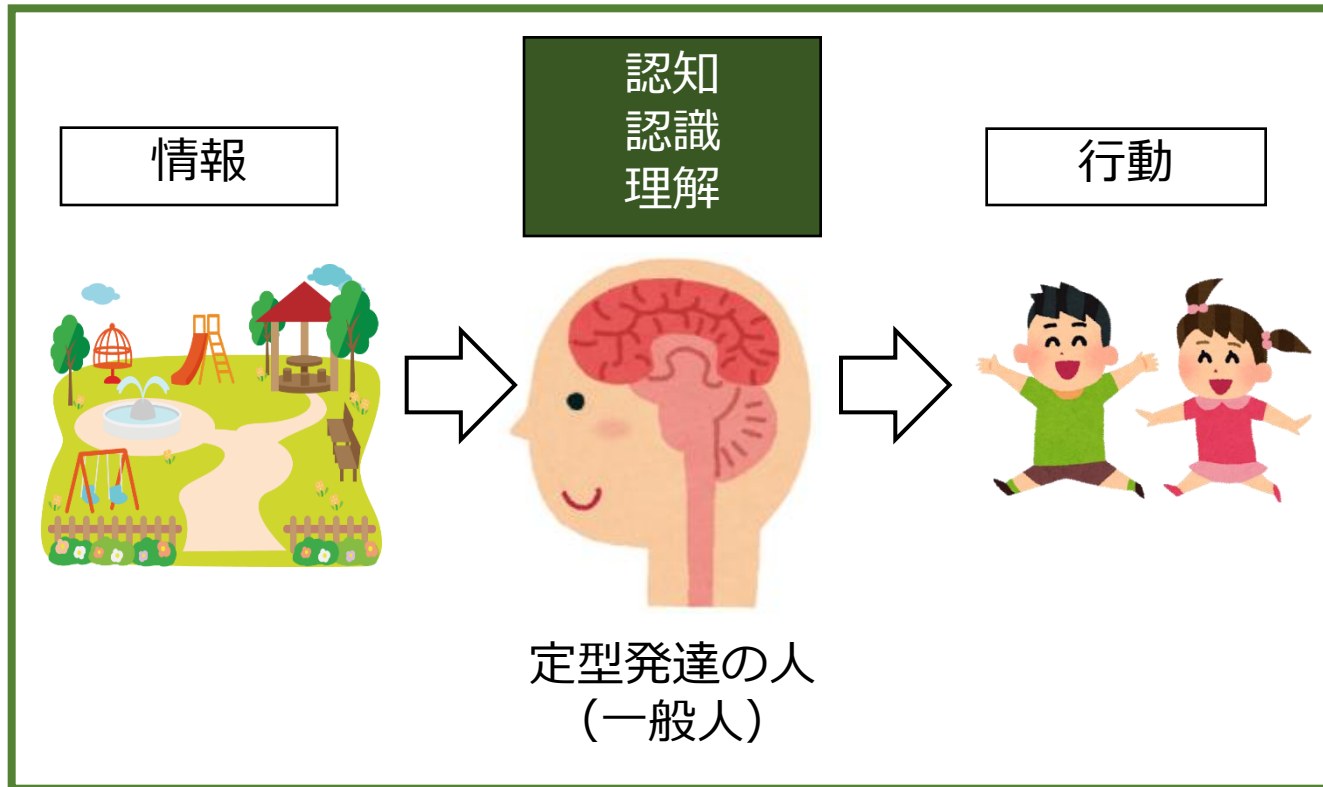 情報
認知
認識
理解
行動
定型発達の人
(一般人)